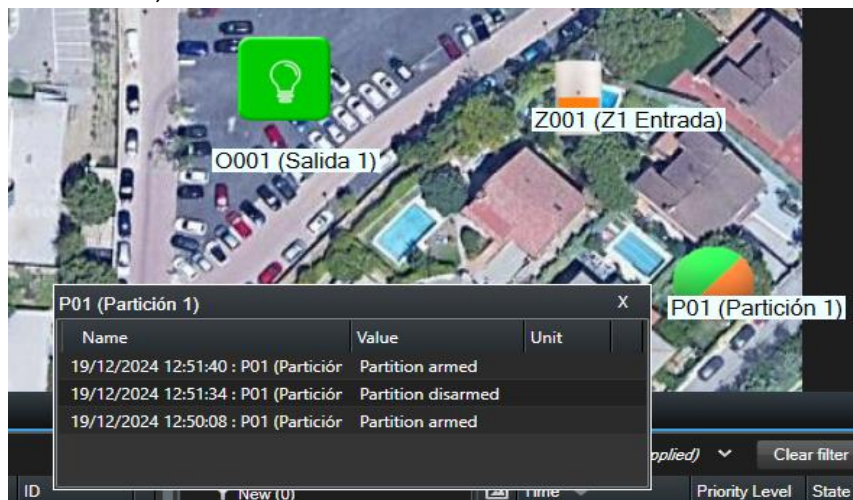 O001 (Salida 1)
Z001 (Z1 Entrada)
P01 (Partición 1)
P01 (Partición 1) X
Name Value Unit
19/12/2024 12:51:40 : P01 (Partición Partition armed
19/12/2024 12:51:34 : P01 (Partición Partition disarmed
19/12/2024 12:50:08 : P01 (Partición Partition armed
Clear filter
ID New (0) Time Priority Level State